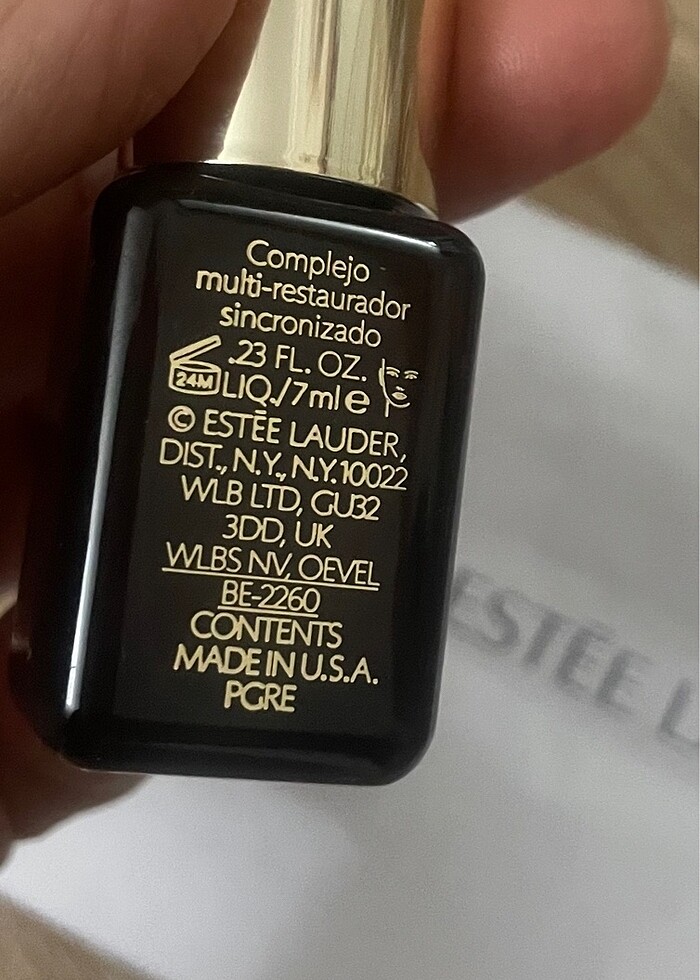 Complejo
multi-restaurador
sincronizado
.23 FL. OZ.
24M LIQ./7ml e
© ESTĒE LAUDER,
DIST., N.Y., N.Y. 10022
WLB LTD, GU32
3DD, UK
WLBS NV, OEVEL
BE-2260
CONTENTS
MADE IN U.S.A.
PGRE
ESTĒE L